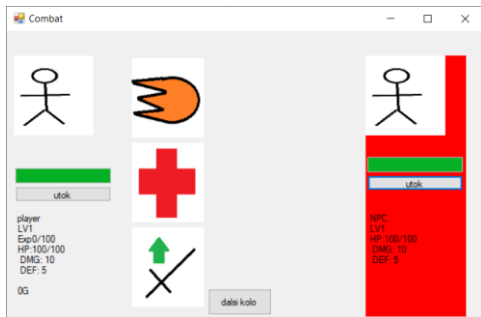 Combat
utok
player
LV1
Exp0/100
HP:100/100
DMG: 10
DEF: 5
0G
dalsi kolo
utok
NPC
LV1
HP:100/100
DMG: 10
DEF: 5